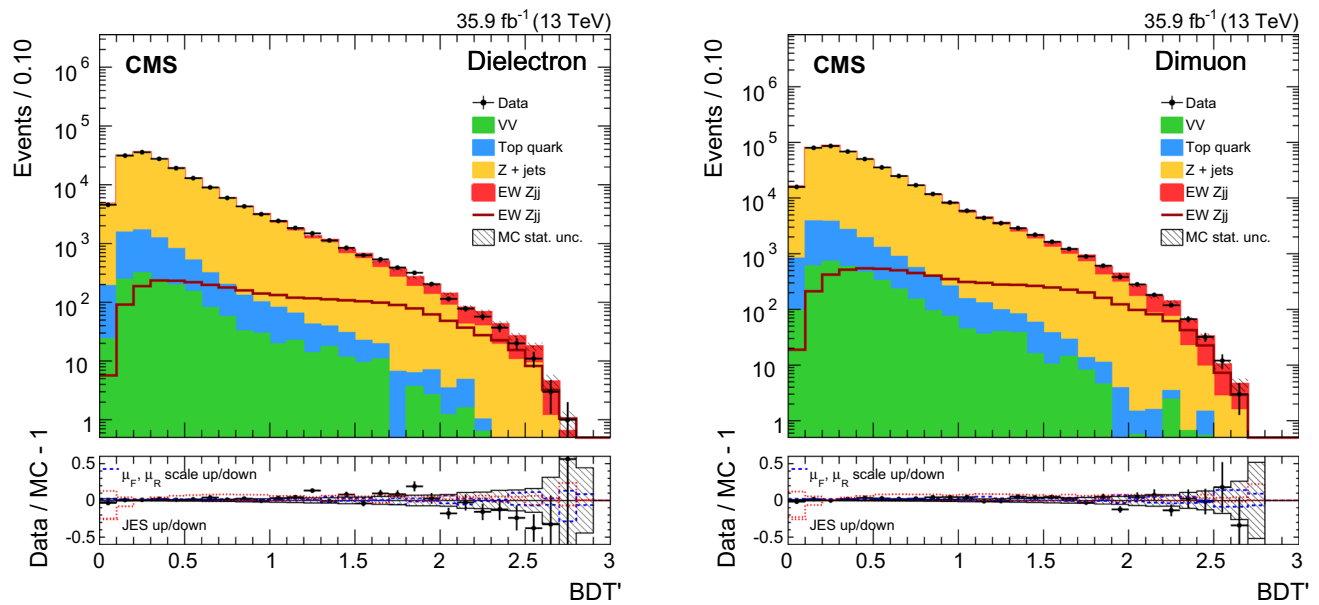 35.9 fb⁻¹ (13 TeV)
CMS
Dielectron
Events / 0.10
10⁶
10⁵
10⁴
10³
10²
10
1
Data
VV
Top quark
Z + jets
EW Zjj
EW Zjj
MC stat. unc.
Data / MC - 1
0.5
0
-0.5
μF, μR scale up/down
JES up/down
0 0.5 1 1.5 2 2.5 3
BDT'
35.9 fb⁻¹ (13 TeV)
CMS
Dimuon
Events / 0.10
10⁶
10⁵
10⁴
10³
10²
10
1
Data
VV
Top quark
Z + jets
EW Zjj
EW Zjj
MC stat. unc.
Data / MC - 1
0.5
0
-0.5
μF, μR scale up/down
JES up/down
0 0.5 1 1.5 2 2.5 3
BDT'